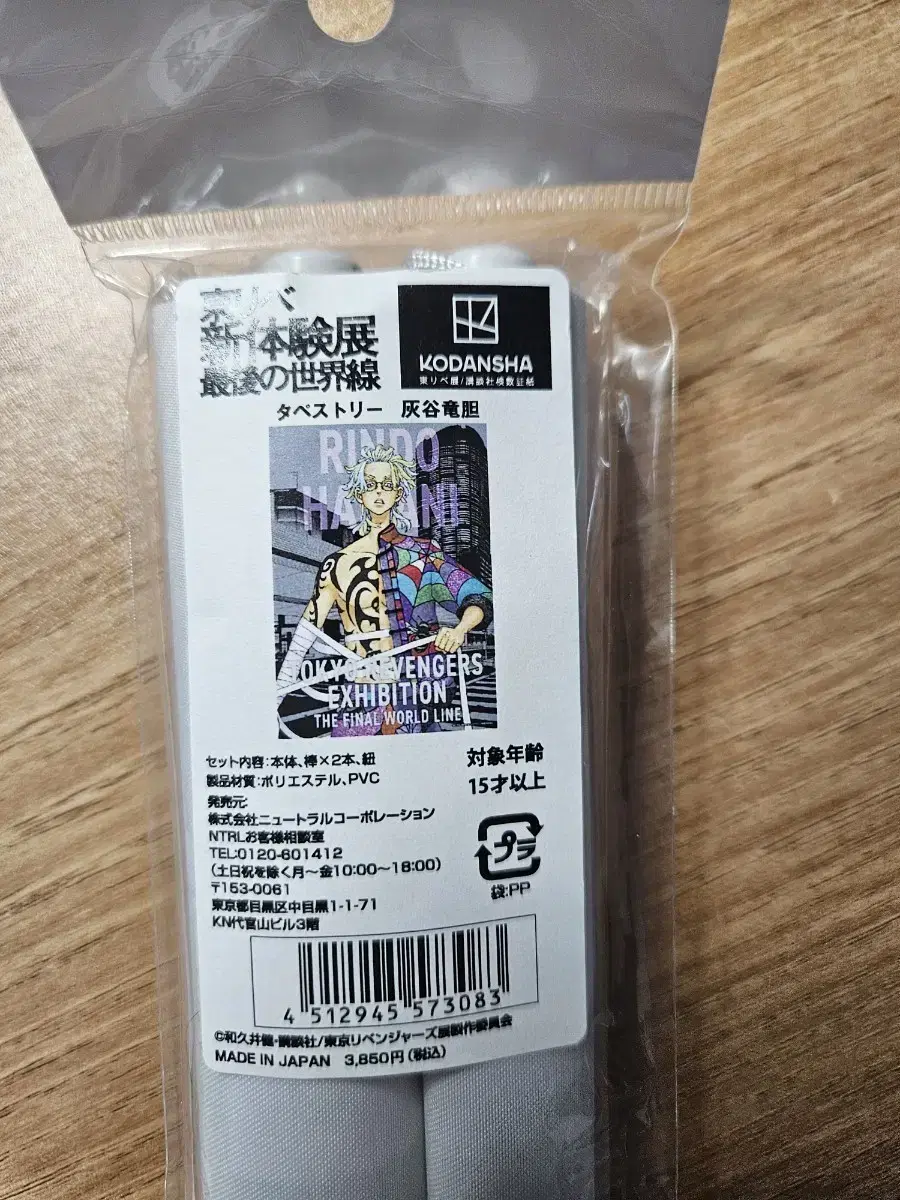 東リベ
新体験展
最後の世界線
KODANSHA
東リベ展/講談社検数証紙
タペストリー 灰谷竜胆
RINDO
HAITANI
TOKYO REVENGERS
EXHIBITION
THE FINAL WORLD LINE
セット内容:本体、棒×2本、紐
製品材質:ポリエステル、PVC
対象年齢
15才以上
発売元:
株式会社ニュートラルコーポレーション
NTRLお客様相談室
TEL:0120-601412
(土日祝を除く月〜金10:00〜18:00)
〒153-0061
東京都目黒区中目黒1-1-71
KN代官山ビル3階
プラ
袋:PP
4 512945 573083
©和久井健・講談社/東京リベンジャーズ展製作委員会
MADE IN JAPAN 3,850円(税込)